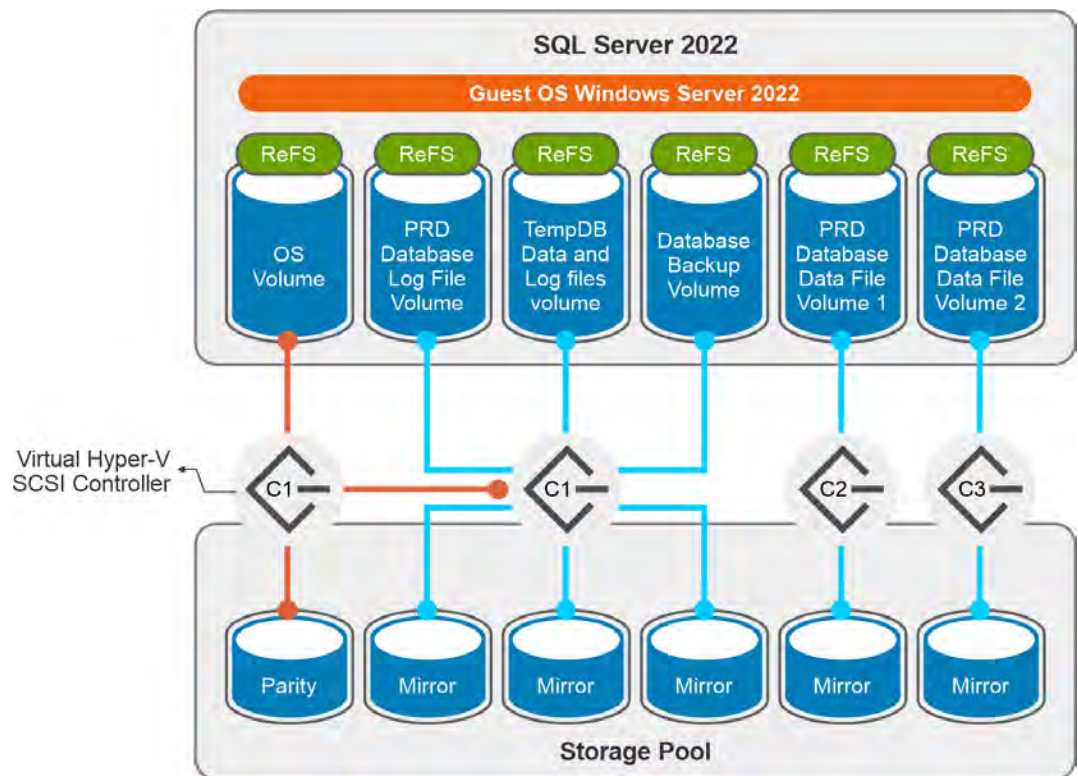 SQL Server 2022
Guest OS Windows Server 2022
ReFS
ReFS
ReFS
ReFS
ReFS
ReFS
OS
Volume
PRD
Database
Log File
Volume
TempDB
Data and
Log files
volume
Database
Backup
Volume
PRD
Database
Data File
Volume 1
PRD
Database
Data File
Volume 2
Virtual Hyper-V
SCSI Controller
C1
C1
C2
C3
Parity
Mirror
Mirror
Mirror
Mirror
Mirror
Storage Pool